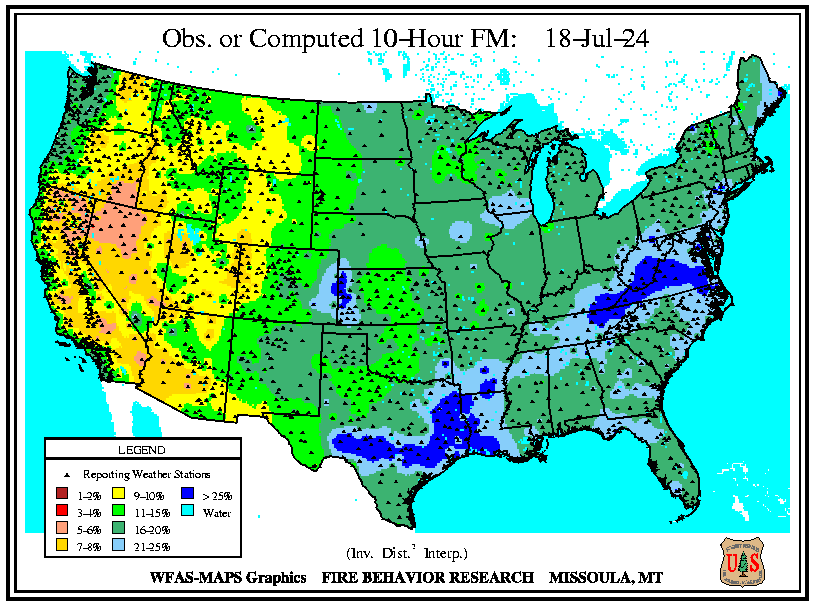 Obs. or Computed 10-Hour FM: 18-Jul-24
LEGEND
Reporting Weather Stations
1-2% 9-10% > 25%
3-4% 11-15% Water
5-6% 16-20%
7-8% 21-25%
(Inv. Dist.² Interp.)
WFAS-MAPS Graphics FIRE BEHAVIOR RESEARCH MISSOULA, MT
U S